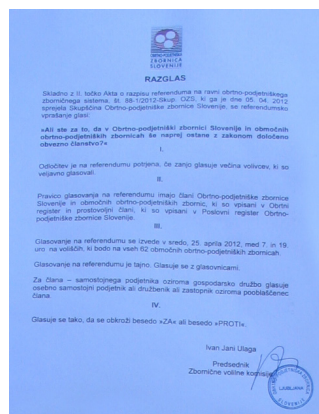 OBRTNO-PODJETNIŠKA
ZBORNICA
SLOVENIJE
RAZGLAS
Skladno z II. točko Akta o razpisu referenduma na ravni obrtno-podjetniškega
zborničnega sistema, št. 88-1/2012-Skup. OZS, ki ga je dne 05. 04. 2012
sprejela Skupščina Obrtno-podjetniške zbornice Slovenije, se referendumsko
vprašanje glasi:
»Ali ste za to, da v Obrtno-podjetniški zbornici Slovenije in območnih
obrtno-podjetniških zbornicah še naprej ostane z zakonom določeno
obvezno članstvo?«
I.
Odločitev je na referendumu potrjena, če zanjo glasuje večina volivcev, ki so
veljavno glasovali.
II.
Pravico glasovanja na referendumu imajo člani Obrtno-podjetniške zbornice
Slovenije in območnih obrtno-podjetniških zbornic, ki so vpisani v Obrtni
register in prostovoljni člani, ki so vpisani v Poslovni register Obrtno-
podjetniške zbornice Slovenije.
III.
Glasovanje na referendumu se izvede v sredo, 25. aprila 2012, med 7. in 19.
uro na voliščih, ki bodo na vseh 62 območnih obrtno-podjetniških zbornicah.
Glasovanje na referendumu je tajno. Glasuje se z glasovnicami.
Za člana – samostojnega podjetnika oziroma gospodarsko družbo glasuje
osebno samostojni podjetnik ali družbenik ali zastopnik oziroma pooblaščenec
člana.
IV.
Glasuje se tako, da se obkroži besedo »ZA« ali besedo »PROTI«.
Ivan Jani Ulaga
Predsednik
Zbornične volilne komisije
LJUBLJANA